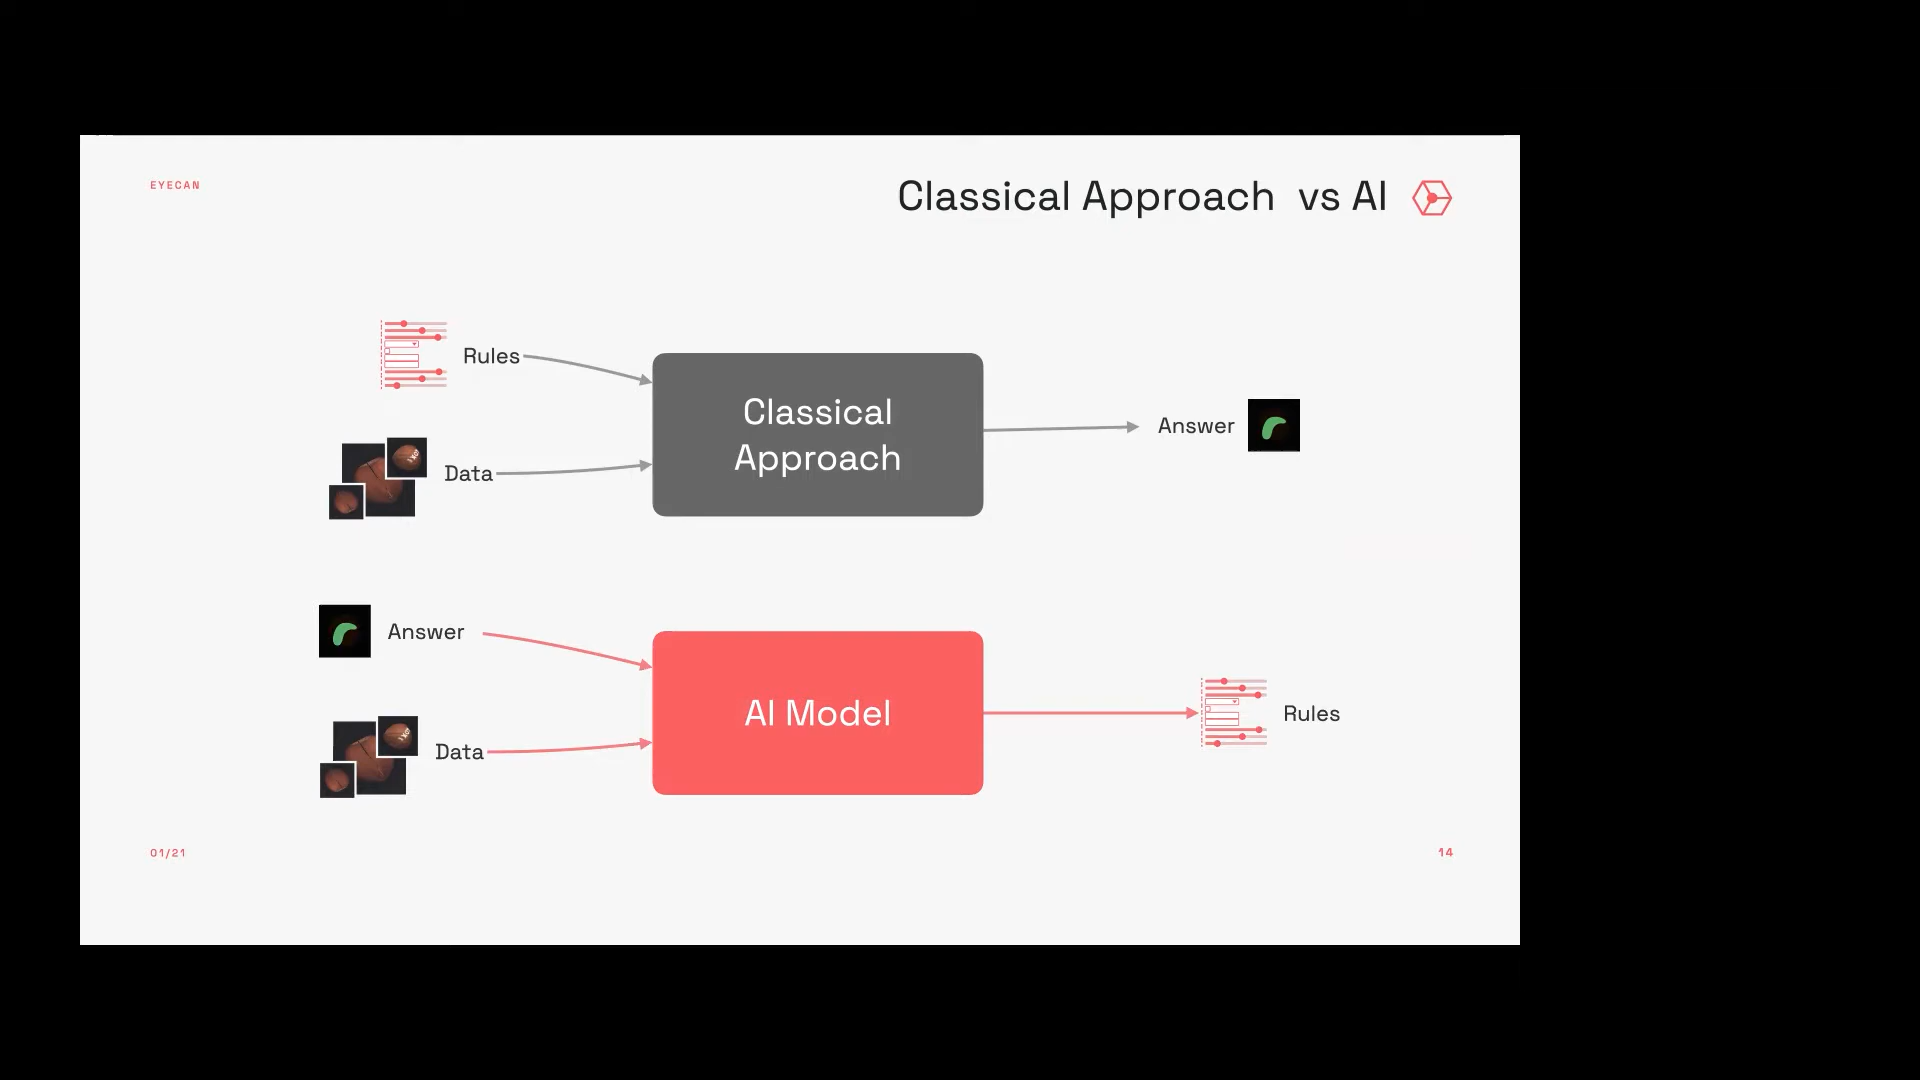 EYECAN
Classical Approach vs AI
Rules
Data
Classical
Approach
Answer
Answer
Data
AI Model
Rules
01/21
14